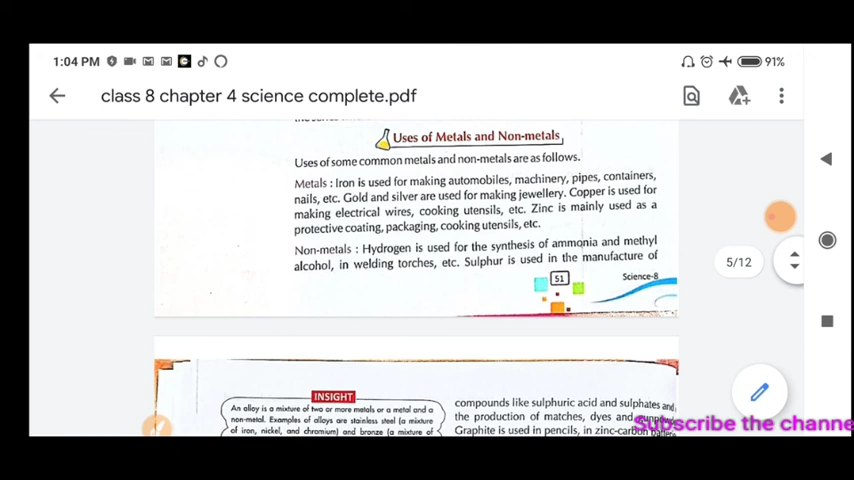 1:04 PM
91%
class 8 chapter 4 science complete.pdf
Uses of Metals and Non-metals
Uses of some common metals and non-metals are as follows.
Metals : Iron is used for making automobiles, machinery, pipes, containers,
nails, etc. Gold and silver are used for making jewellery. Copper is used for
making electrical wires, cooking utensils, etc. Zinc is mainly used as a
protective coating, packaging, cooking utensils, etc.
Non-metals : Hydrogen is used for the synthesis of ammonia and methyl
alcohol, in welding torches, etc. Sulphur is used in the manufacture of
51
Science-8
5/12
INSIGHT
An alloy is a mixture of two or more metals or a metal and a
non-metal. Examples of alloys are stainless steel (a mixture
of iron, nickel, and chromium) and bronze (a mixture of
compounds like sulphuric acid and sulphates and
the production of matches, dyes and
Graphite is used in pencils, in zinc-carbon
Subscribe the channe